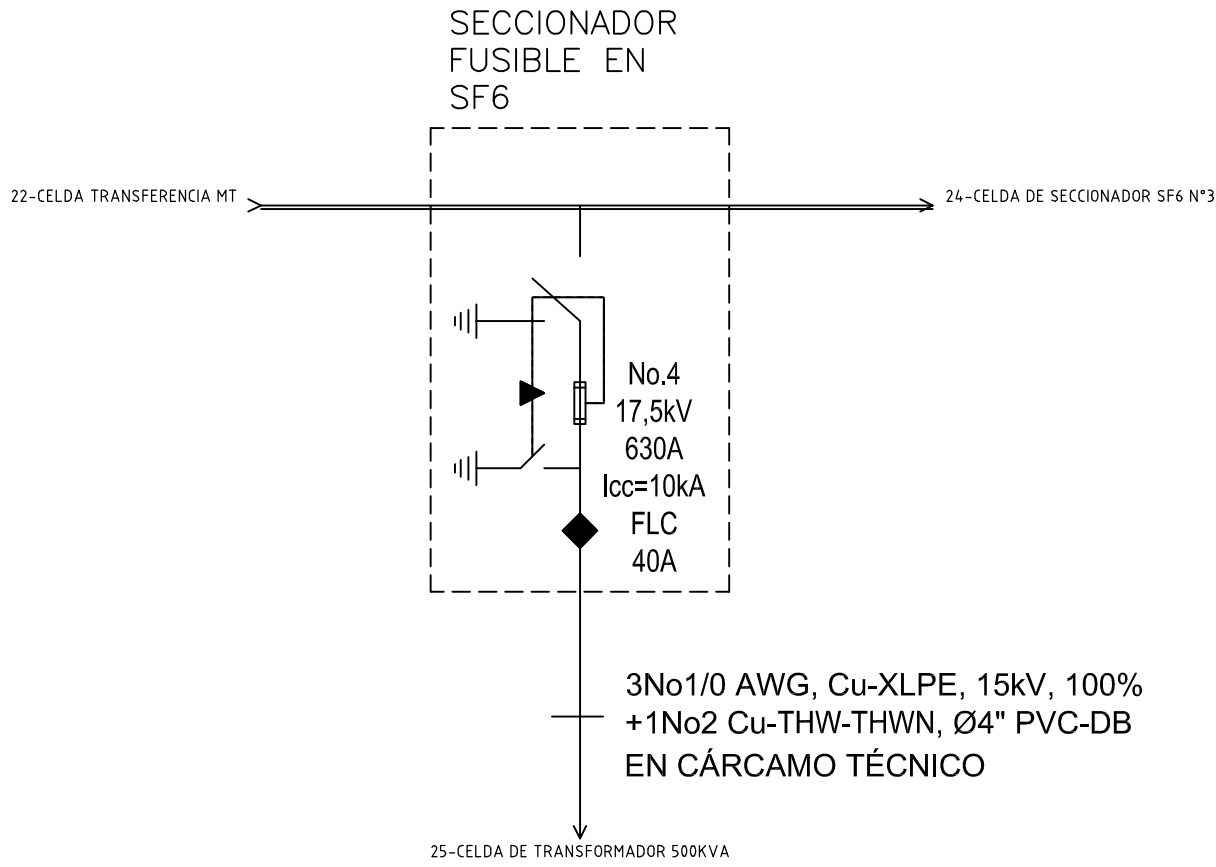 SECCIONADOR
FUSIBLE EN
SF6
22-CELDA TRANSFERENCIA MT
24-CELDA DE SECCIONADOR SF6 N°3
No.4
17,5kV
630A
Icc=10kA
FLC
40A
3No1/0 AWG, Cu-XLPE, 15kV, 100%
+1No2 Cu-THW-THWN, Ø4" PVC-DB
EN CÁRCAMO TÉCNICO
25-CELDA DE TRANSFORMADOR 500KVA